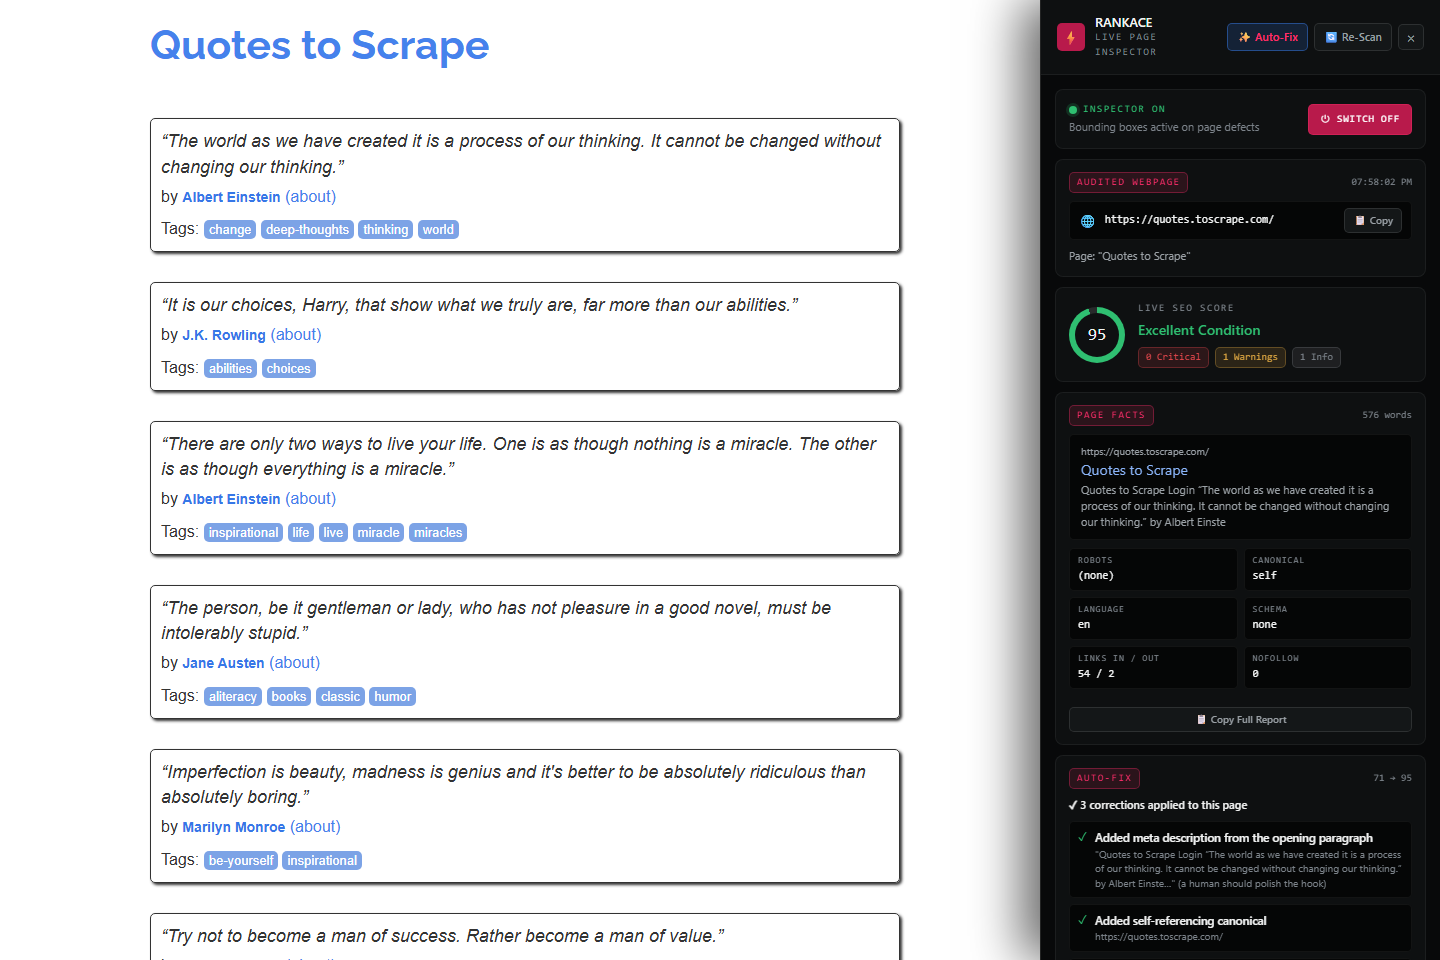 Quotes to Scrape
“The world as we have created it is a process of our thinking. It cannot be changed without
changing our thinking.”
by Albert Einstein (about)
Tags: change deep-thoughts thinking world
“It is our choices, Harry, that show what we truly are, far more than our abilities.”
by J.K. Rowling (about)
Tags: abilities choices
“There are only two ways to live your life. One is as though nothing is a miracle. The other
is as though everything is a miracle.”
by Albert Einstein (about)
Tags: inspirational life live miracle miracles
“The person, be it gentleman or lady, who has not pleasure in a good novel, must be
intolerably stupid.”
by Jane Austen (about)
Tags: aliteracy books classic humor
“Imperfection is beauty, madness is genius and it's better to be absolutely ridiculous than
absolutely boring.”
by Marilyn Monroe (about)
Tags: be-yourself inspirational
“Try not to become a man of success. Rather become a man of value.”
RANKACE
LIVE PAGE
INSPECTOR
Auto-Fix
Re-Scan
×
INSPECTOR ON
Bounding boxes active on page defects
SWITCH OFF
AUDITED WEBPAGE
07:58:02 PM
https://quotes.toscrape.com/
Copy
Page: "Quotes to Scrape"
95
LIVE SEO SCORE
Excellent Condition
0 Critical
1 Warnings
1 Info
PAGE FACTS
576 words
https://quotes.toscrape.com/
Quotes to Scrape
Quotes to Scrape Login “The world as we have created it is a
process of our thinking. It cannot be changed without changing
our thinking.” by Albert Einste
ROBOTS
(none)
CANONICAL
self
LANGUAGE
en
SCHEMA
none
LINKS IN / OUT
54 / 2
NOFOLLOW
0
Copy Full Report
AUTO-FIX
71 → 95
✓ 3 corrections applied to this page
✓ Added meta description from the opening paragraph
"Quotes to Scrape Login “The world as we have created it is a process
of our thinking. It cannot be changed without changing our thinking.”
by Albert Einste…" (a human should polish the hook)
✓ Added self-referencing canonical
https://quotes.toscrape.com/